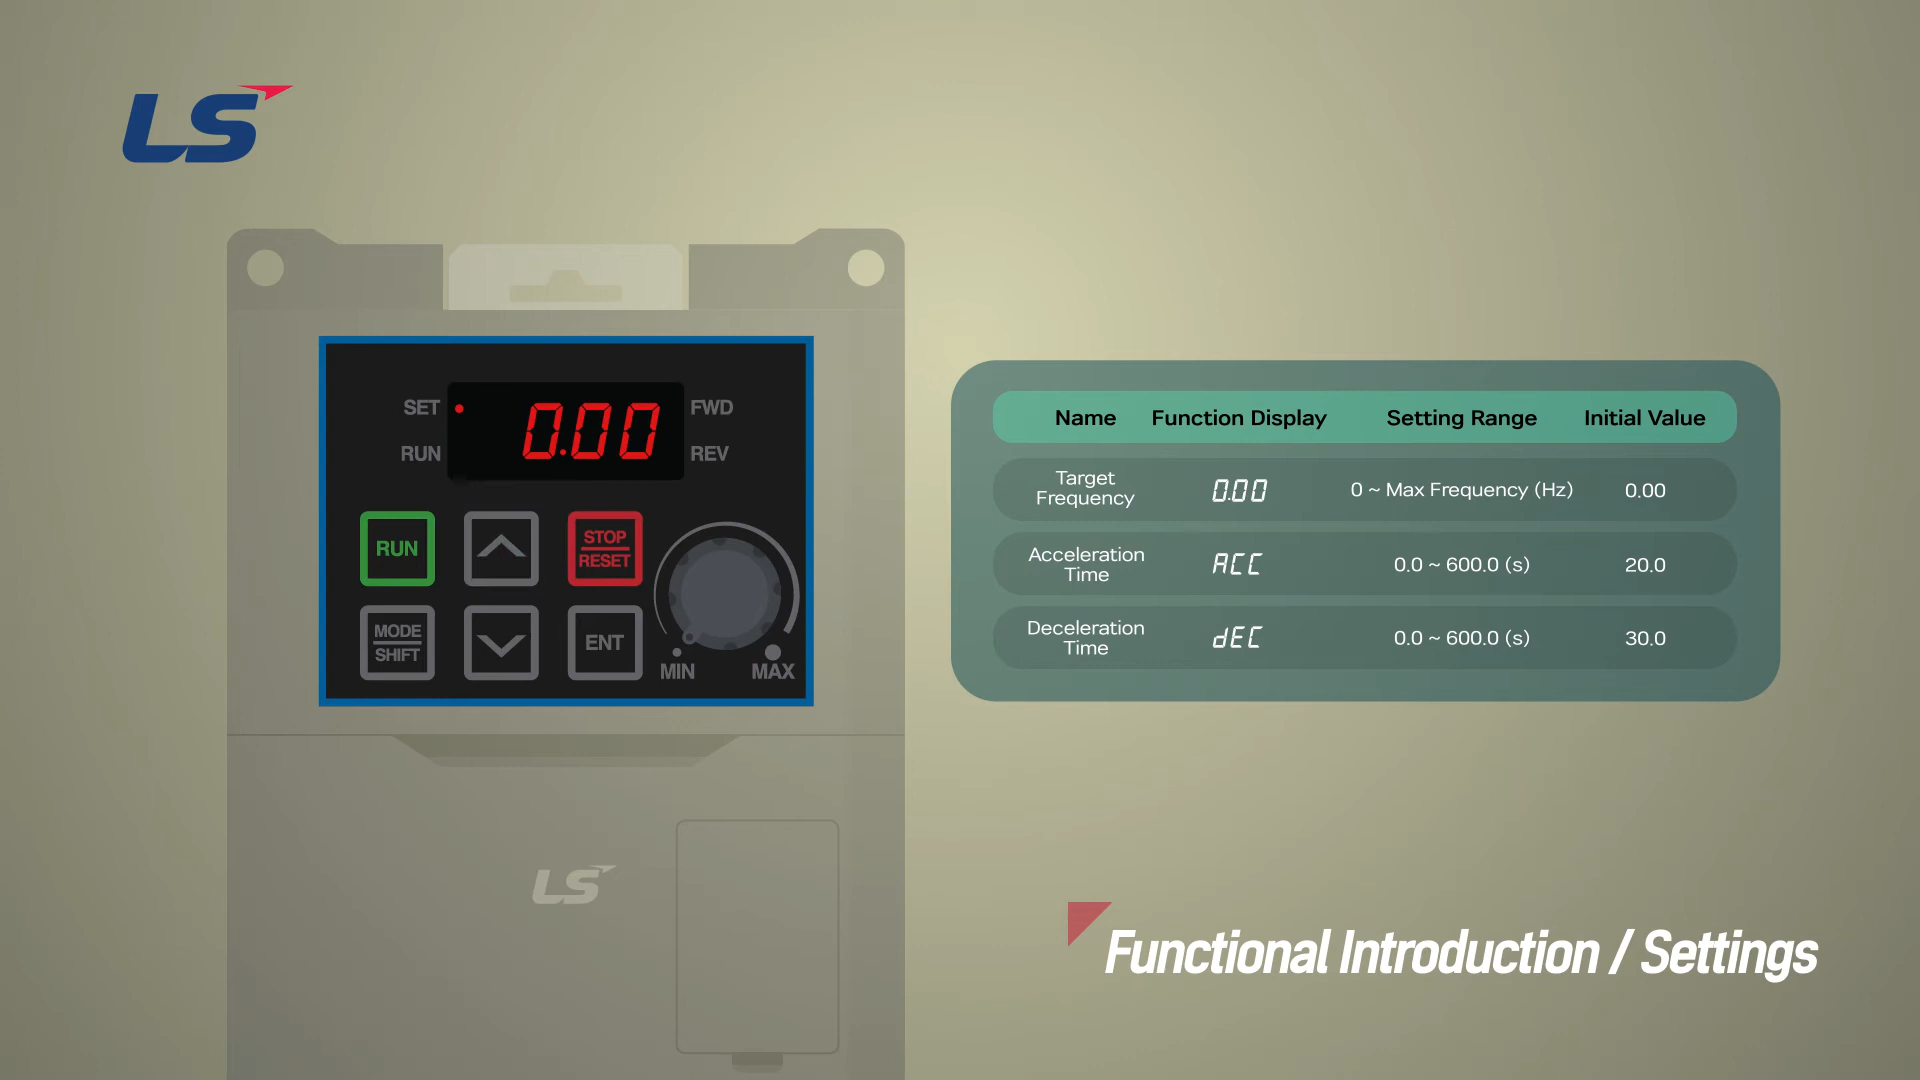 LS
SET
0.00
FWD
RUN
REV
RUN
STOP
RESET
MODE
SHIFT
ENT
MIN
MAX
LS
Name Function Display Setting Range Initial Value
Target
Frequency
0.00
0 ~ Max Frequency (Hz)
0.00
Acceleration
Time
ACC
0.0 ~ 600.0 (s)
20.0
Deceleration
Time
dEC
0.0 ~ 600.0 (s)
30.0
Functional Introduction / Settings